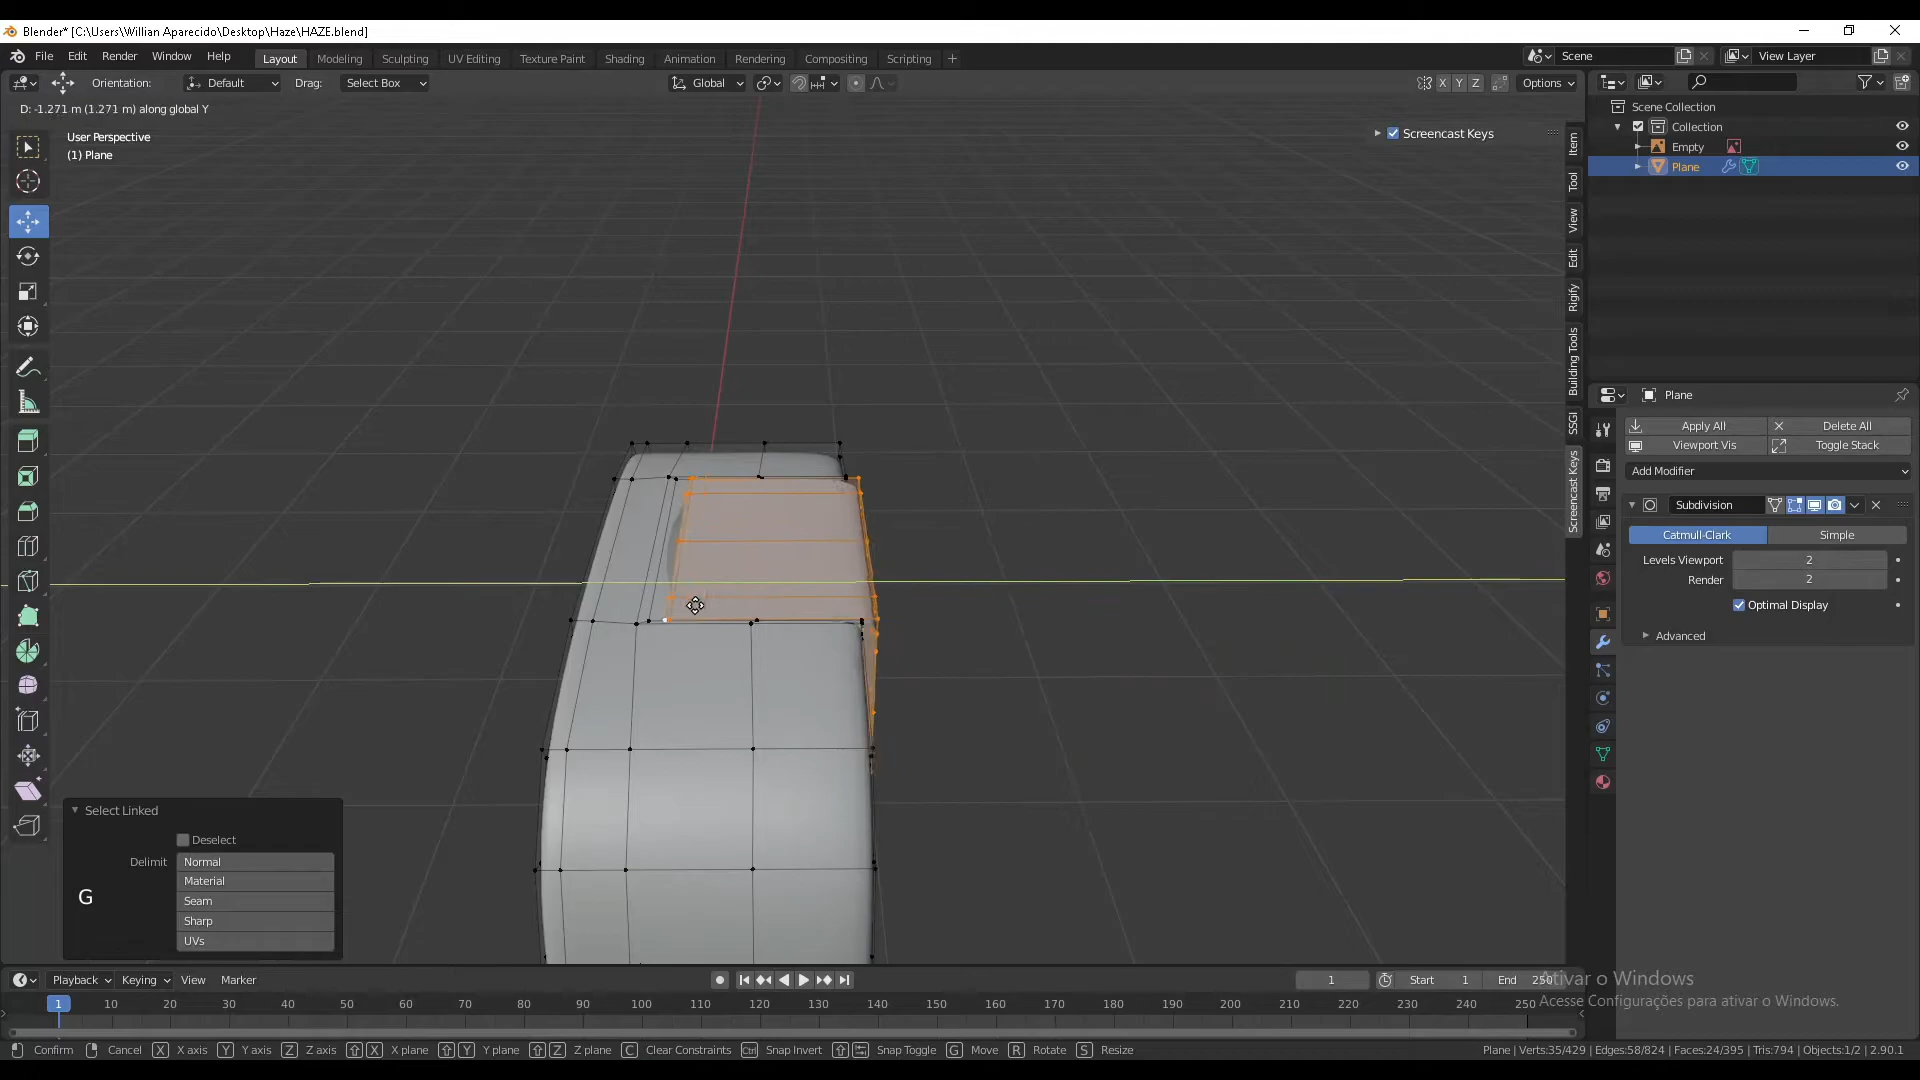 Blender* [C:\Users\Willian Aparecido\Desktop\Haze\HAZE.blend]
File Edit Render Window Help Layout Modeling Sculpting UV Editing Texture Paint Shading Animation Rendering Compositing Scripting + Scene View Layer
Orientation: Default Drag: Select Box Global X Y Z Options
D: -1.271 m (1.271 m) along global Y
User Perspective
(1) Plane
Screencast Keys
Item
Tool
View
Edit
Rigify
Building Tools
SSGI
Screencast Keys
Scene Collection
Collection
Empty
Plane
Plane
Apply All Delete All
Viewport Vis Toggle Stack
Add Modifier
Subdivision
Catmull-Clark Simple
Levels Viewport 2
Render 2
Optimal Display
Advanced
Select Linked
Deselect
Delimit Normal
Material
Seam
Sharp
UVs
G
Playback Keying View Marker 1 Start 1 End 250
1 10 20 30 40 50 60 70 80 90 100 110 120 130 140 150 160 170 180 190 200 210 220 230 240 250
Ativar o Windows
Acesse Configurações para ativar o Windows.
Confirm Cancel X X axis Y Y axis Z Z axis X X plane Y Y plane Z Z plane C Clear Constraints Ctrl Snap Invert Snap Toggle G Move R Rotate S Resize Plane | Verts:35/429 | Edges:58/824 | Faces:24/395 | Tris:794 | Objects:1/2 | 2.90.1